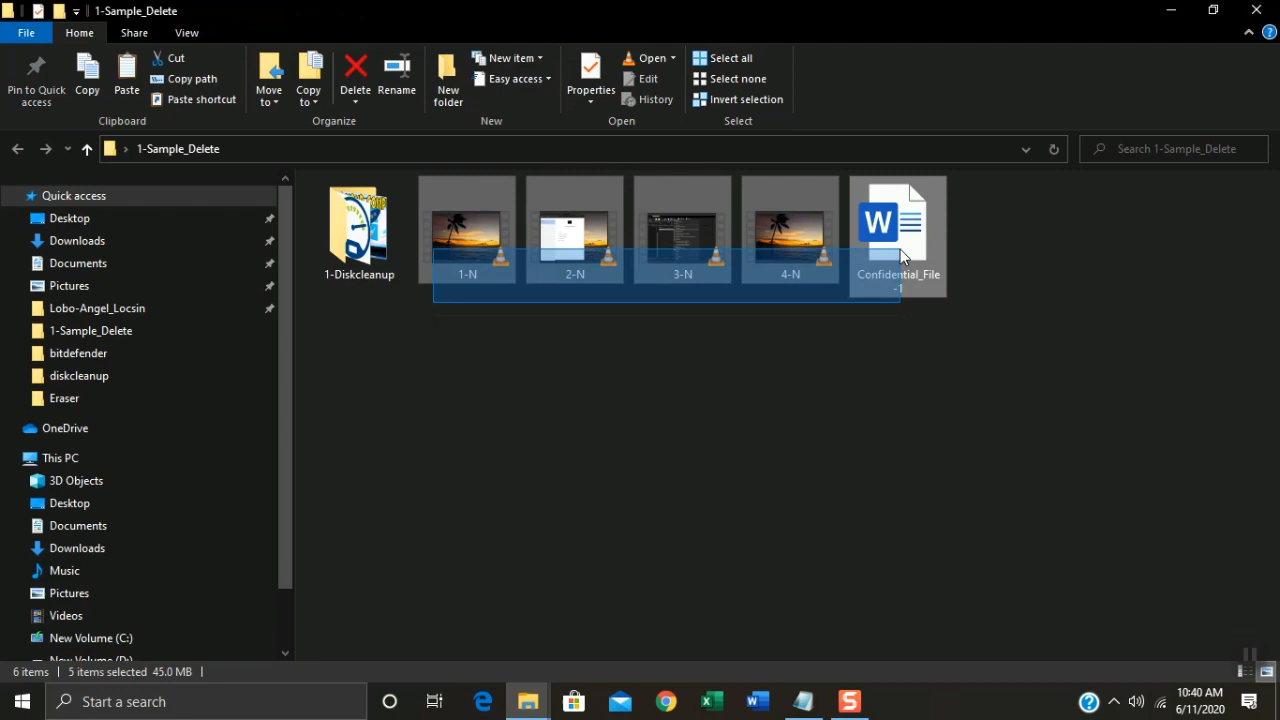 1-Sample_Delete
File Home Share View
Pin to Quick access
Copy
Paste
Cut
Copy path
Paste shortcut
Clipboard
Move to
Copy to
Delete
Rename
Organize
New folder
New item
Easy access
New
Properties
Open
Edit
History
Open
Select all
Select none
Invert selection
Select
1-Sample_Delete
Search 1-Sample_Delete
Quick access
Desktop
Downloads
Documents
Pictures
Lobo-Angel_Locsin
1-Sample_Delete
bitdefender
diskcleanup
Eraser
OneDrive
This PC
3D Objects
Desktop
Documents
Downloads
Music
Pictures
Videos
New Volume (C:)
New Volume (D:)
1-Diskcleanup
1-N
2-N
3-N
4-N
W
Confidential_File
-1
6 items 5 items selected 45.0 MB
Start a search
10:40 AM
6/11/2020